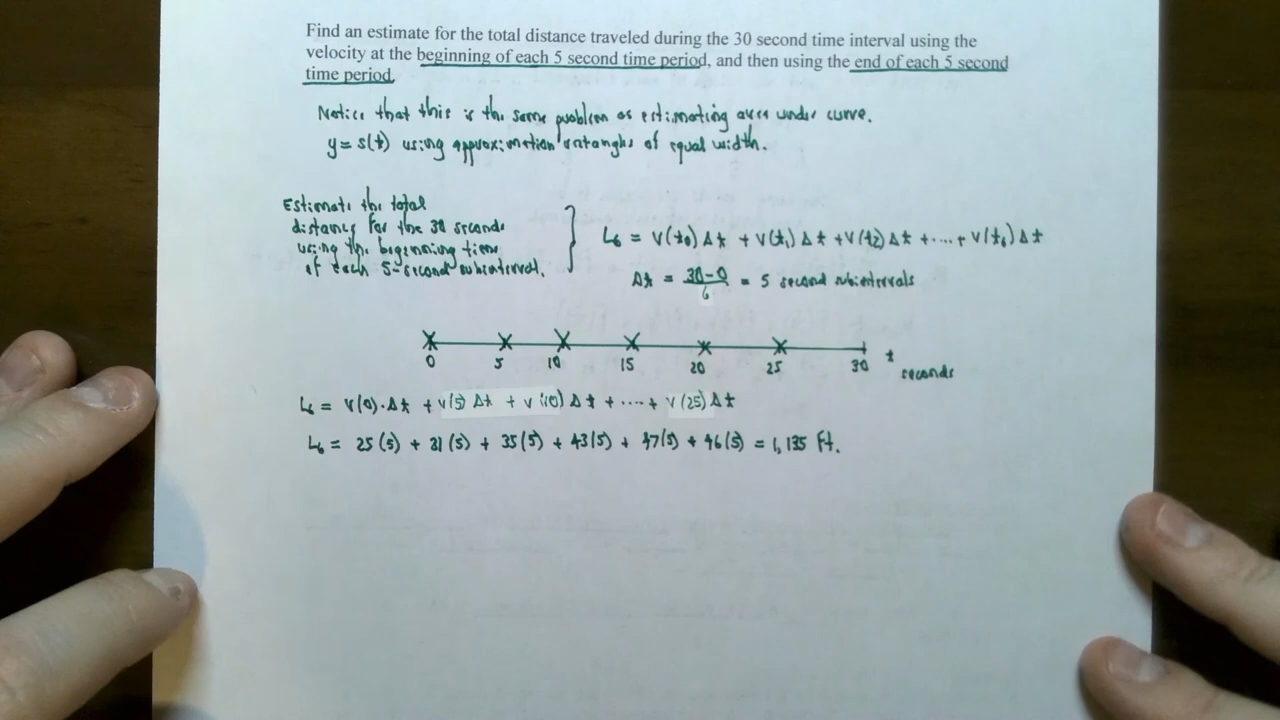 Find an estimate for the total distance traveled during the 30 second time interval using the
velocity at the beginning of each 5 second time period, and then using the end of each 5 second
time period.
Notice that this is the same problem as estimating area under curve.
y = s(t) using approximation rectangles of equal width.
Estimate the total
distance for the 30 seconds
using the beginning time
of each 5-second subinterval.
L₆ = V(t₀)Δt + V(t₁)Δt + V(t₂)Δt + .... + V(t₆)Δt
Δt = 30-0/6 = 5 second subintervals
0 5 10 15 20 25 30 t
seconds
L₆ = V(0)·Δt + V(5) Δt + V(10) Δt + .... + V(25)Δt
L₆ = 25(5) + 31(5) + 35(5) + 43(5) + 47(5) + 46(5) = 1,135 Ft.